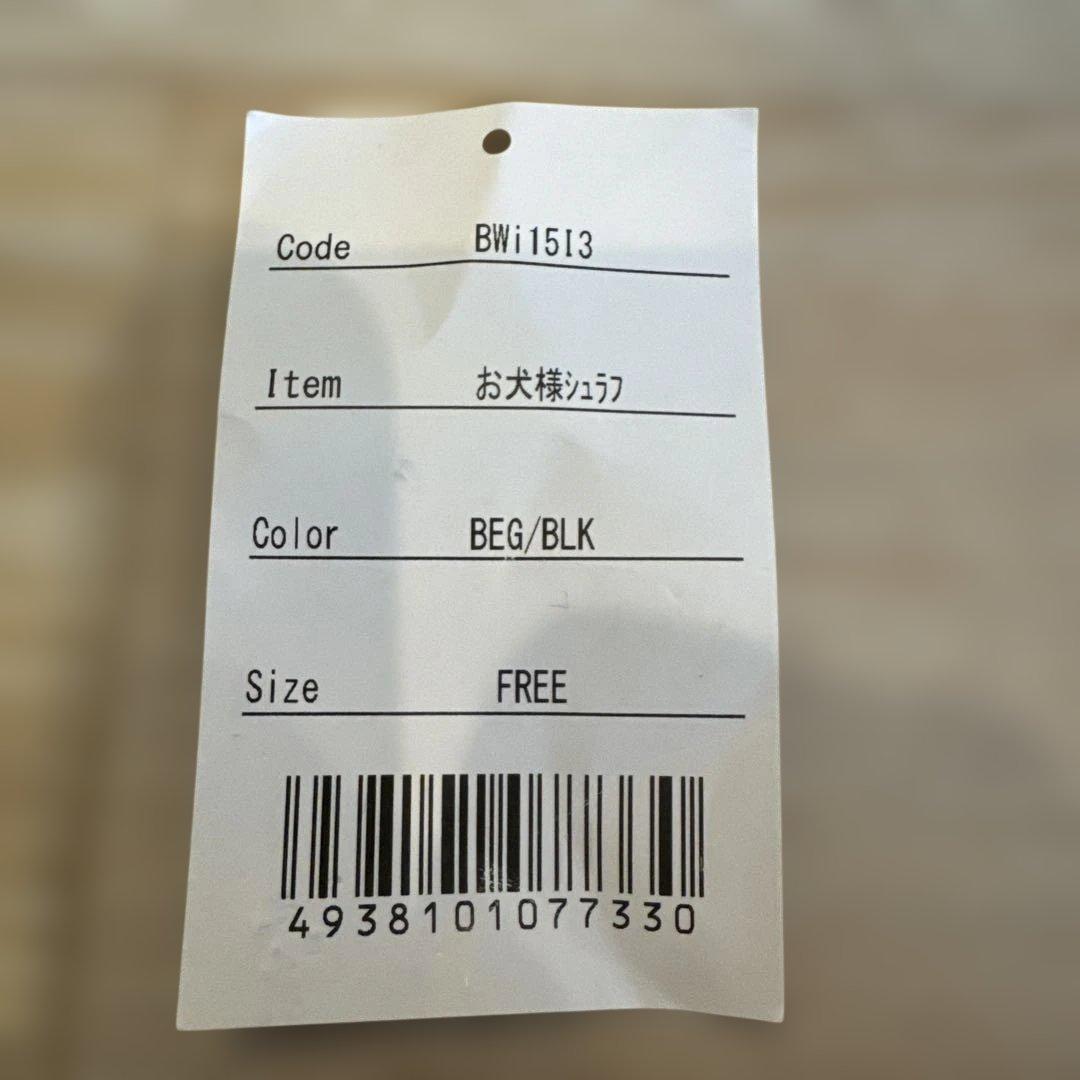 Code BWi15I3
Item お犬様ｼｭﾗﾌ
Color BEG/BLK
Size FREE
4938101077330